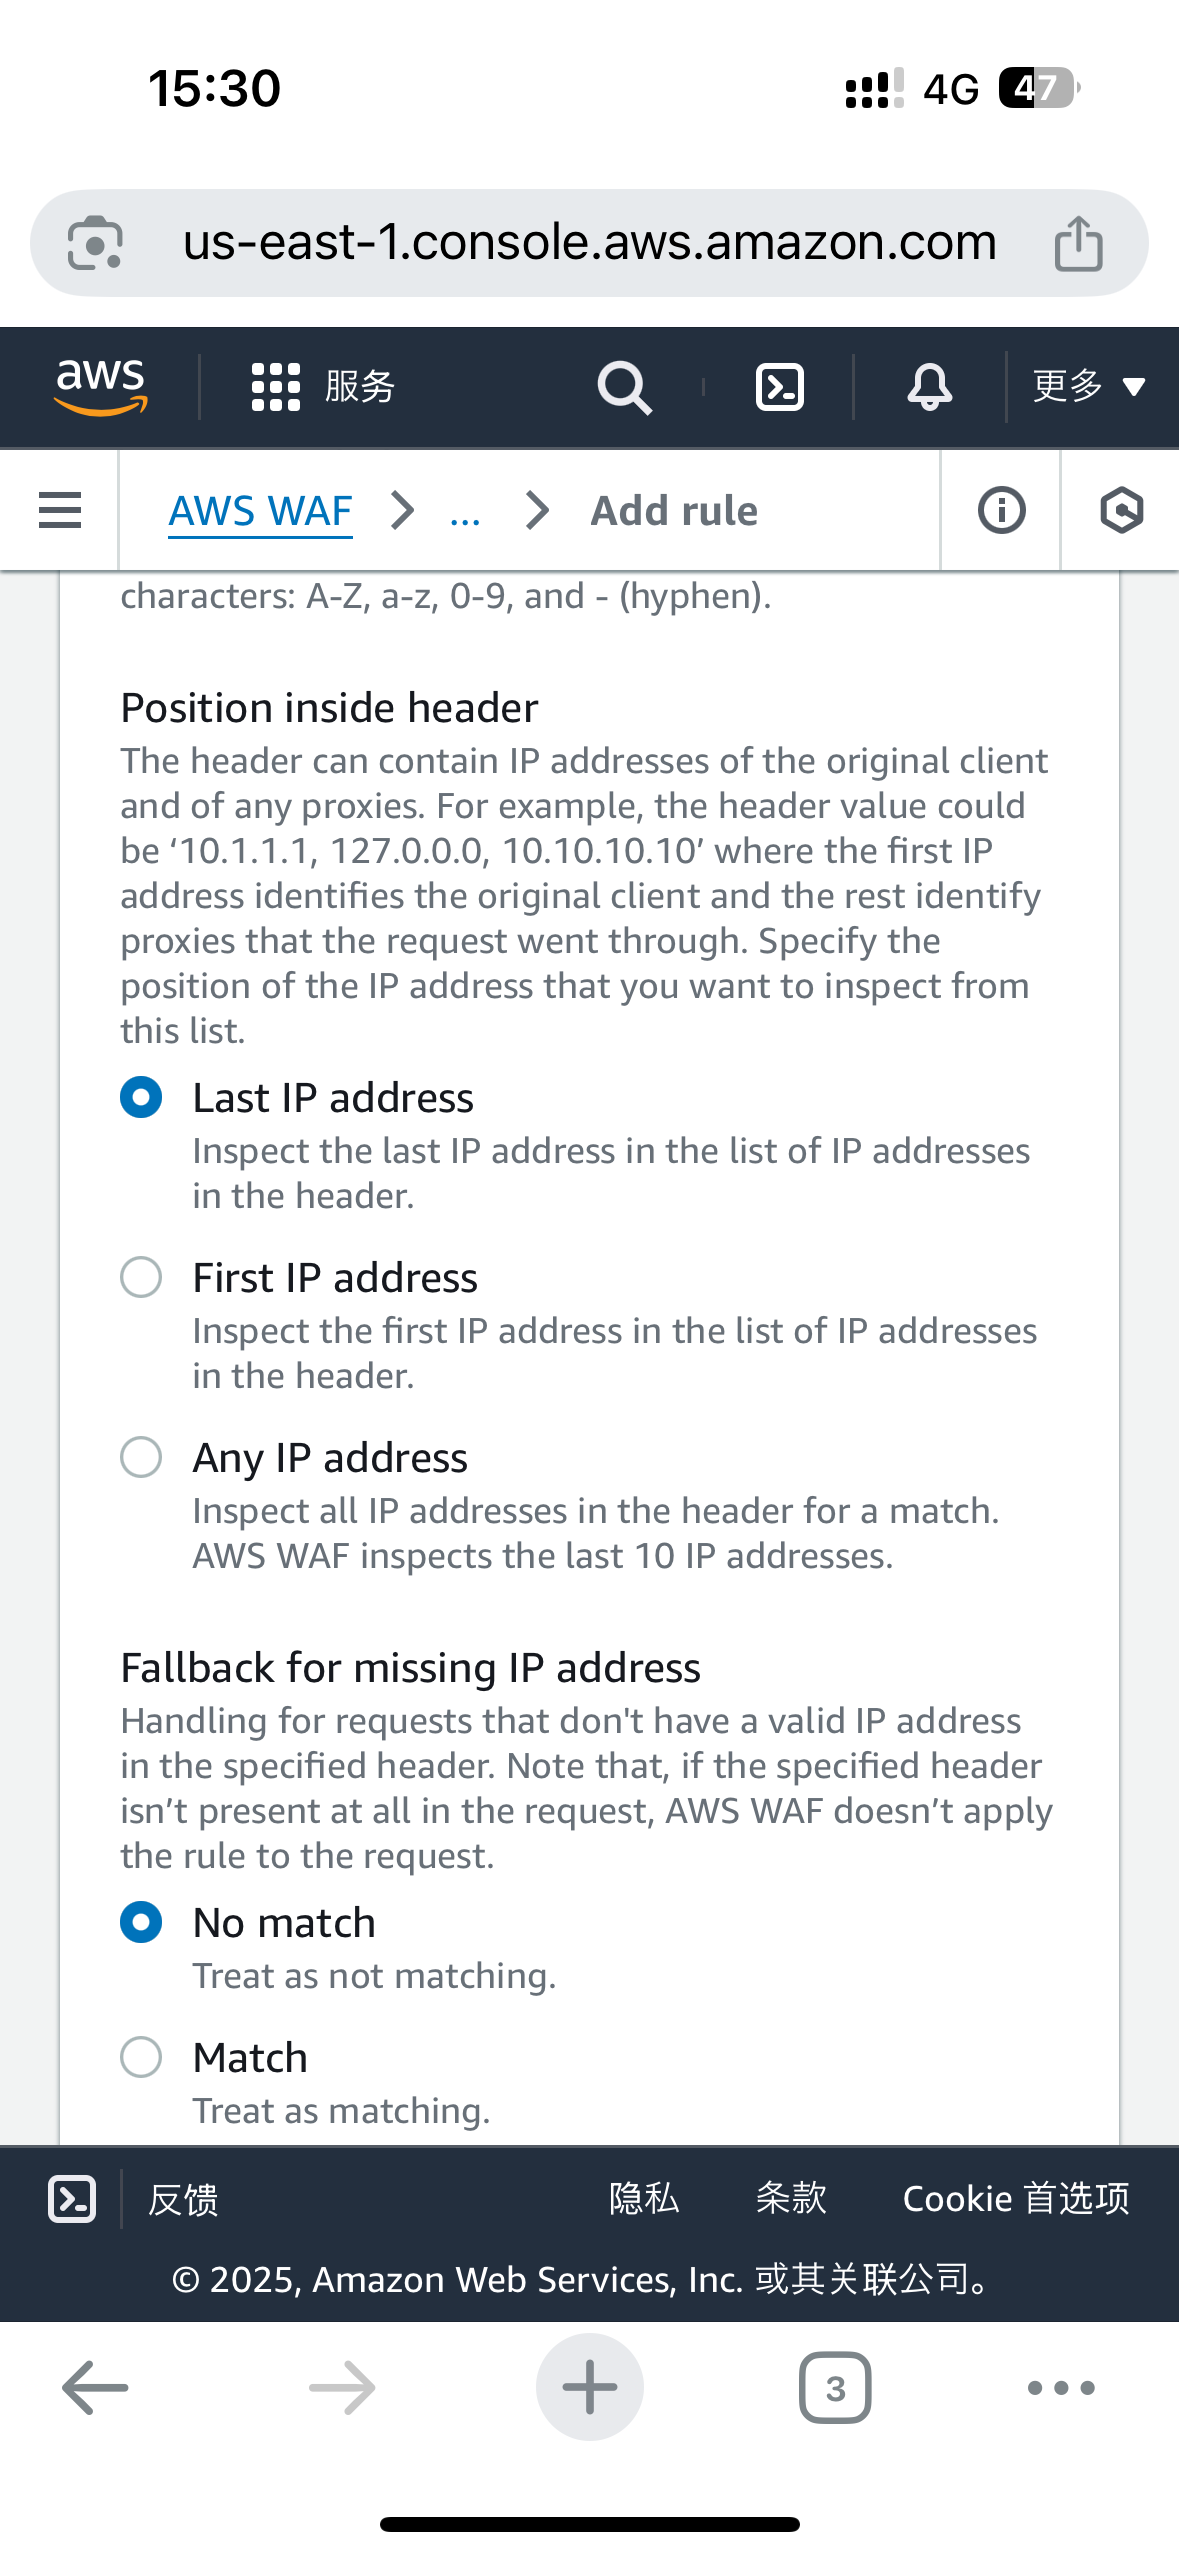 15:30
4G 47
us-east-1.console.aws.amazon.com
aws 服务 更多
AWS WAF ... Add rule
characters: A-Z, a-z, 0-9, and - (hyphen).
Position inside header
The header can contain IP addresses of the original client
and of any proxies. For example, the header value could
be ‘10.1.1.1, 127.0.0.0, 10.10.10.10’ where the first IP
address identifies the original client and the rest identify
proxies that the request went through. Specify the
position of the IP address that you want to inspect from
this list.
Last IP address
Inspect the last IP address in the list of IP addresses
in the header.
First IP address
Inspect the first IP address in the list of IP addresses
in the header.
Any IP address
Inspect all IP addresses in the header for a match.
AWS WAF inspects the last 10 IP addresses.
Fallback for missing IP address
Handling for requests that don't have a valid IP address
in the specified header. Note that, if the specified header
isn’t present at all in the request, AWS WAF doesn’t apply
the rule to the request.
No match
Treat as not matching.
Match
Treat as matching.
反馈 隐私 条款 Cookie 首选项
© 2025, Amazon Web Services, Inc. 或其关联公司。
3